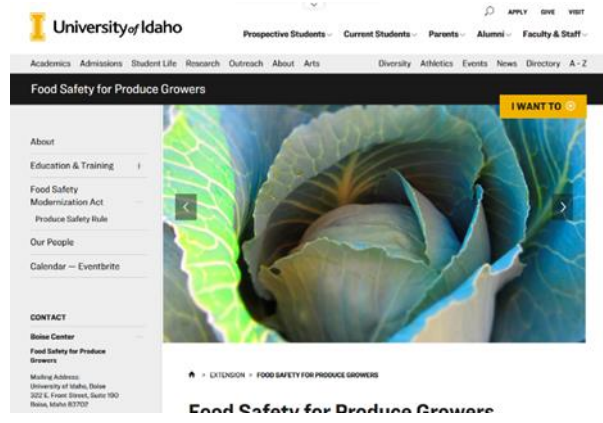 University of Idaho
APPLY GIVE VISIT
Prospective Students Current Students Parents Alumni Faculty & Staff
Academics Admissions Student Life Research Outreach About Arts Diversity Athletics Events News Directory A - Z
Food Safety for Produce Growers
I WANT TO
About
Education & Training +
Food Safety
Modernization Act —
Produce Safety Rule
Our People
Calendar — Eventbrite
CONTACT
Boise Center —
Food Safety for Produce
Growers
Mailing Address:
University of Idaho, Boise
322 E. Front Street, Suite 190
Boise, Idaho 83702
> EXTENSION > FOOD SAFETY FOR PRODUCE GROWERS
Food Safety for Produce Growers